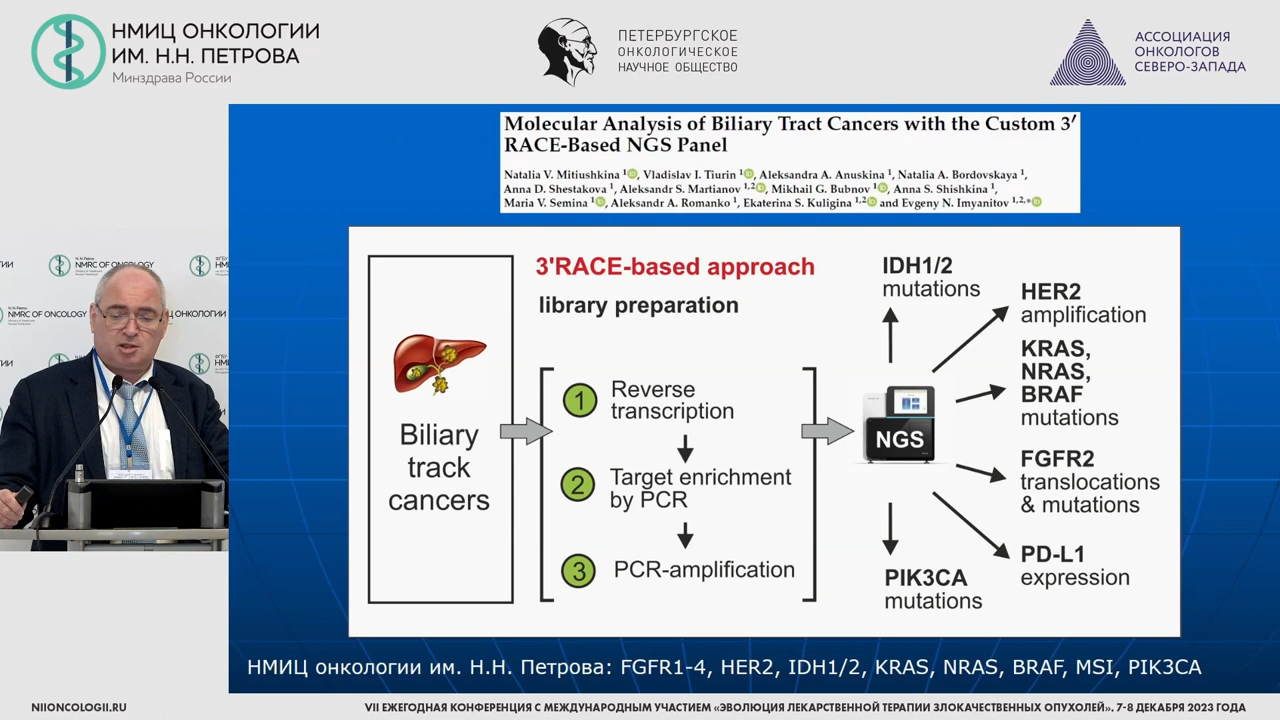 НМИЦ ОНКОЛОГИИ
ИМ. Н.Н. ПЕТРОВА
Минздрава России
ПЕТЕРБУРГСКОЕ
ОНКОЛОГИЧЕСКОЕ
НАУЧНОЕ ОБЩЕСТВО
АССОЦИАЦИЯ
ОНКОЛОГОВ
СЕВЕРО-ЗАПАДА
Molecular Analysis of Biliary Tract Cancers with the Custom 3′
RACE-Based NGS Panel
Natalia V. Mitiushkina 1, Vladislav I. Tiurin 1, Aleksandra A. Anuskina 1, Natalia A. Bordovskaya 1,
Anna D. Shestakova 1, Aleksandr S. Martianov 1,2, Mikhail G. Bubnov 1, Anna S. Shishkina 1,
Maria V. Semina 1, Aleksandr A. Romanko 1, Ekaterina S. Kuligina 1,2 and Evgeny N. Imyanitov 1,2,*
Biliary
track
cancers
3'RACE-based approach
library preparation
1
Reverse
transcription
2
Target enrichment
by PCR
3
PCR-amplification
NGS
IDH1/2
mutations
HER2
amplification
KRAS,
NRAS,
BRAF
mutations
FGFR2
translocations
& mutations
PD-L1
expression
PIK3CA
mutations
НМИЦ онкологии им. Н.Н. Петрова: FGFR1-4, HER2, IDH1/2, KRAS, NRAS, BRAF, MSI, PIK3CA
NMRC OF ONCOLOGY
NMRC OF ONCOLOGY
ОНКОЛОГИИ
NIIONCOLOGII.RU
VII ЕЖЕГОДНАЯ КОНФЕРЕНЦИЯ С МЕЖДУНАРОДНЫМ УЧАСТИЕМ «ЭВОЛЮЦИЯ ЛЕКАРСТВЕННОЙ ТЕРАПИИ ЗЛОКАЧЕСТВЕННЫХ ОПУХОЛЕЙ». 7-8 ДЕКАБРЯ 2023 ГОДА